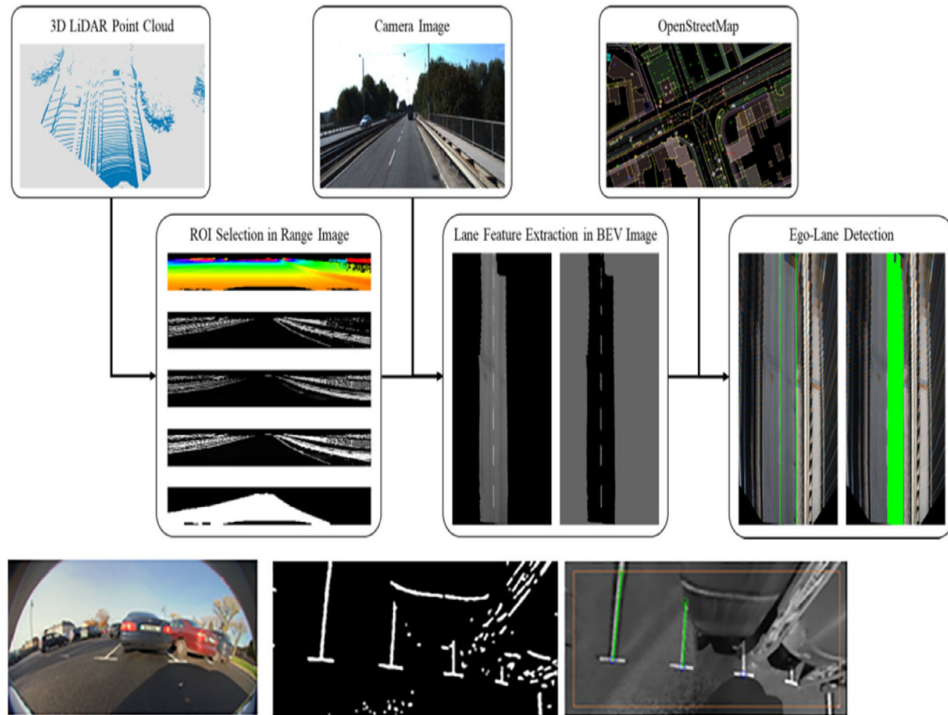 3D LiDAR Point Cloud
Camera Image
OpenStreetMap
ROI Selection in Range Image
Lane Feature Extraction in BEV Image
Ego-Lane Detection